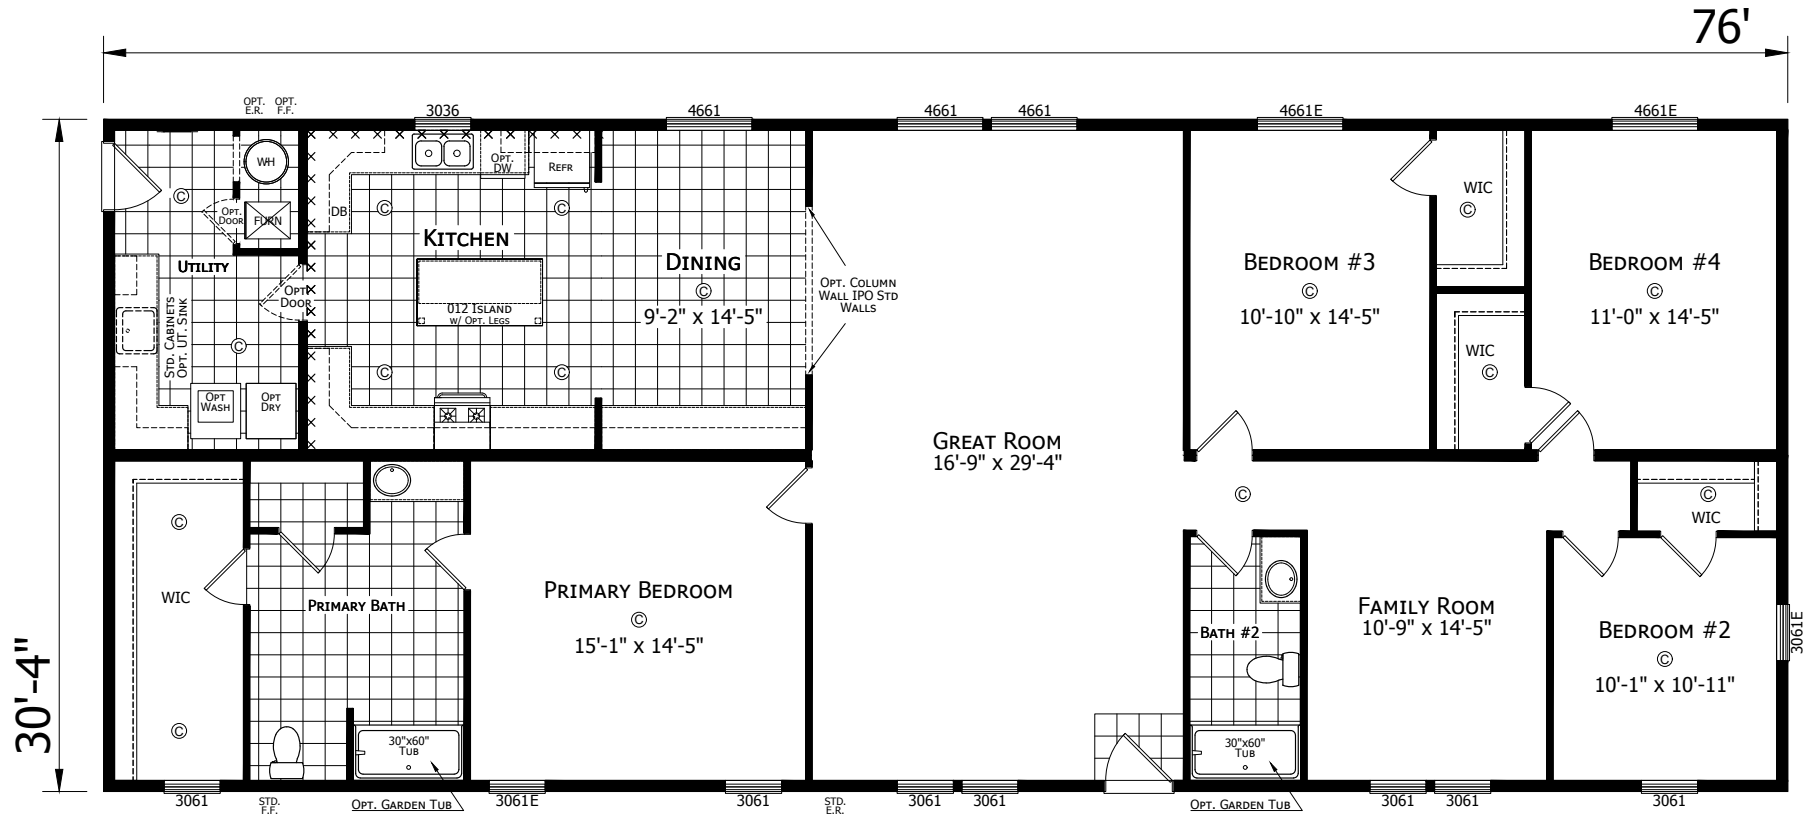 76'
OPT. OPT.
E.R. F.F.
3036
4661
4661
4661
4661E
4661E
WH
OPT.
DW
REFR
OPT.
DOOR
FURN
DB
C
C
C
KITCHEN
UTILITY
DINING
C
9'-2" x 14'-5"
OPT
DOOR
012 ISLAND
W/ OPT. LEGS
OPT. COLUMN
WALL IPO STD
WALLS
STD. CABINETS
OPT. UT. SINK
C
C
C
OPT
WASH
OPT
DRY
BEDROOM #3
C
10'-10" x 14'-5"
WIC
C
WIC
C
BEDROOM #4
C
11'-0" x 14'-5"
GREAT ROOM
16'-9" x 29'-4"
C
C
WIC
C
WIC
C
PRIMARY BATH
PRIMARY BEDROOM
C
15'-1" x 14'-5"
BATH #2
FAMILY ROOM
10'-9" x 14'-5"
BEDROOM #2
C
10'-1" x 10'-11"
3061E
30'-4"
30"x60"
TUB
30"x60"
TUB
3061
STD.
F.F.
OPT. GARDEN TUB
3061E
3061
STD.
E.R.
3061
3061
OPT. GARDEN TUB
3061
3061
3061